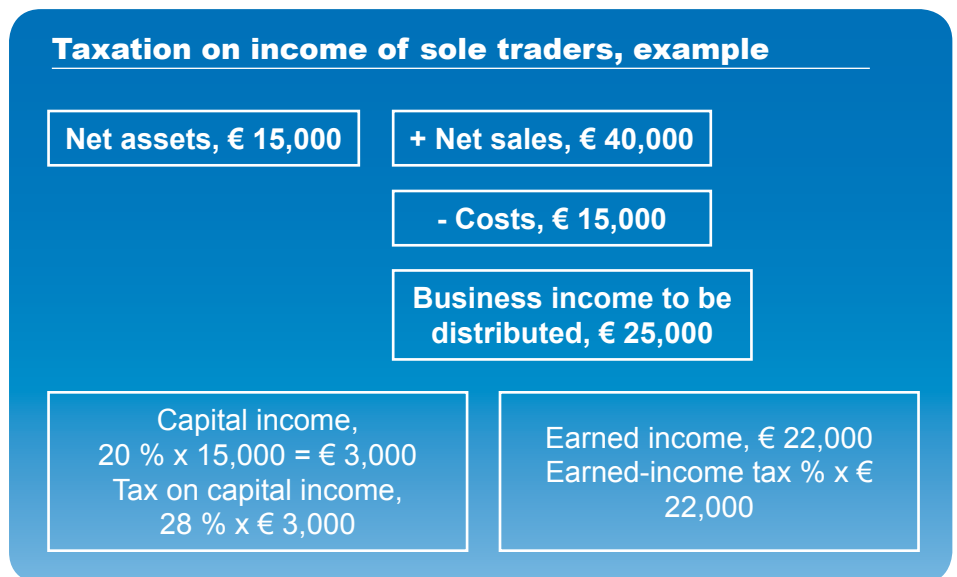 Taxation on income of sole traders, example
Net assets, € 15,000
+ Net sales, € 40,000
- Costs, € 15,000
Business income to be
distributed, € 25,000
Capital income,
20 % x 15,000 = € 3,000
Tax on capital income,
28 % x € 3,000
Earned income, € 22,000
Earned-income tax % x €
22,000